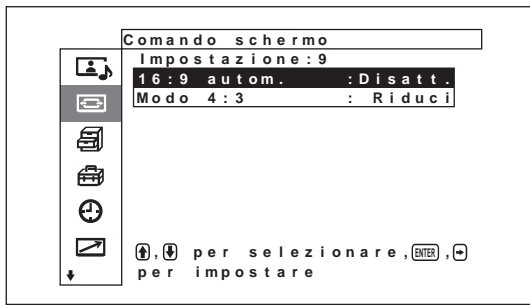 Comando schermo
Impostazione:9
16:9 autom. :Disatt.
Modo 4:3 : Riduci
↑,↓ per selezionare,ENTER,→
per impostare